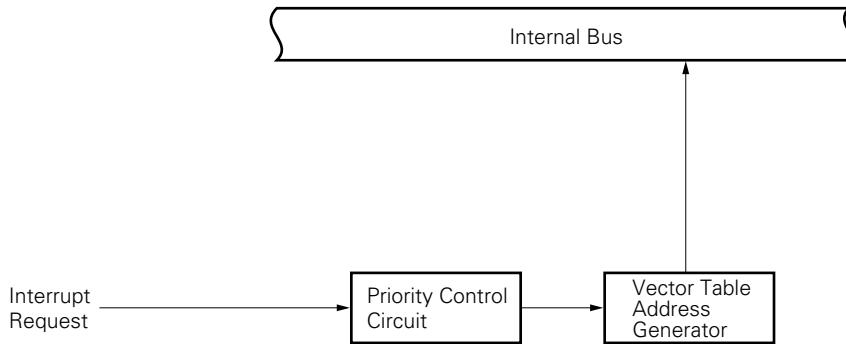 Internal Bus
Interrupt
Request
Priority Control
Circuit
Vector Table
Address
Generator